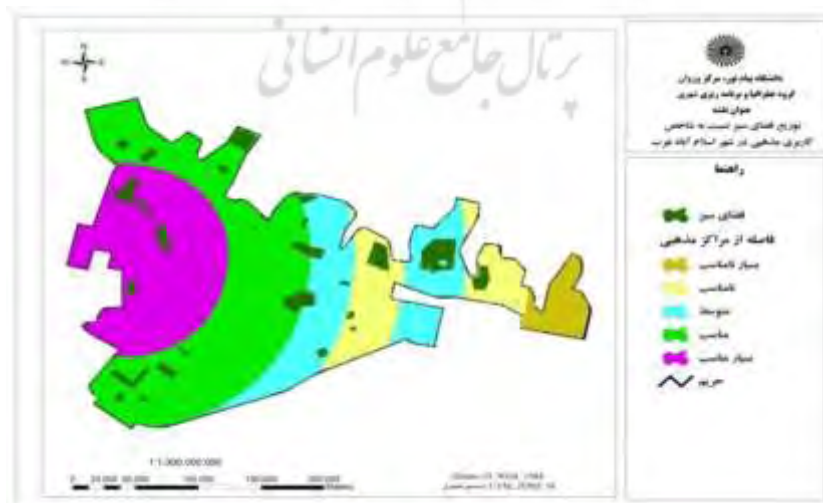 پرتال جامع علوم انسانی
دانشگاه پیام نور، مرکز ورزوان
گروه جغرافیا و برنامه ریزی شهری
عنوان نقشه
توزیع فضای سبز نسبت به شاخص
کاربری مذهبی در شهر اسلام آباد غرب
راهنما
فضای سبز
فاصله از مراکز مذهبی
بسیار نامناسب
نامناسب
متوسط
مناسب
بسیار مناسب
حریم
1:1,000,000,000